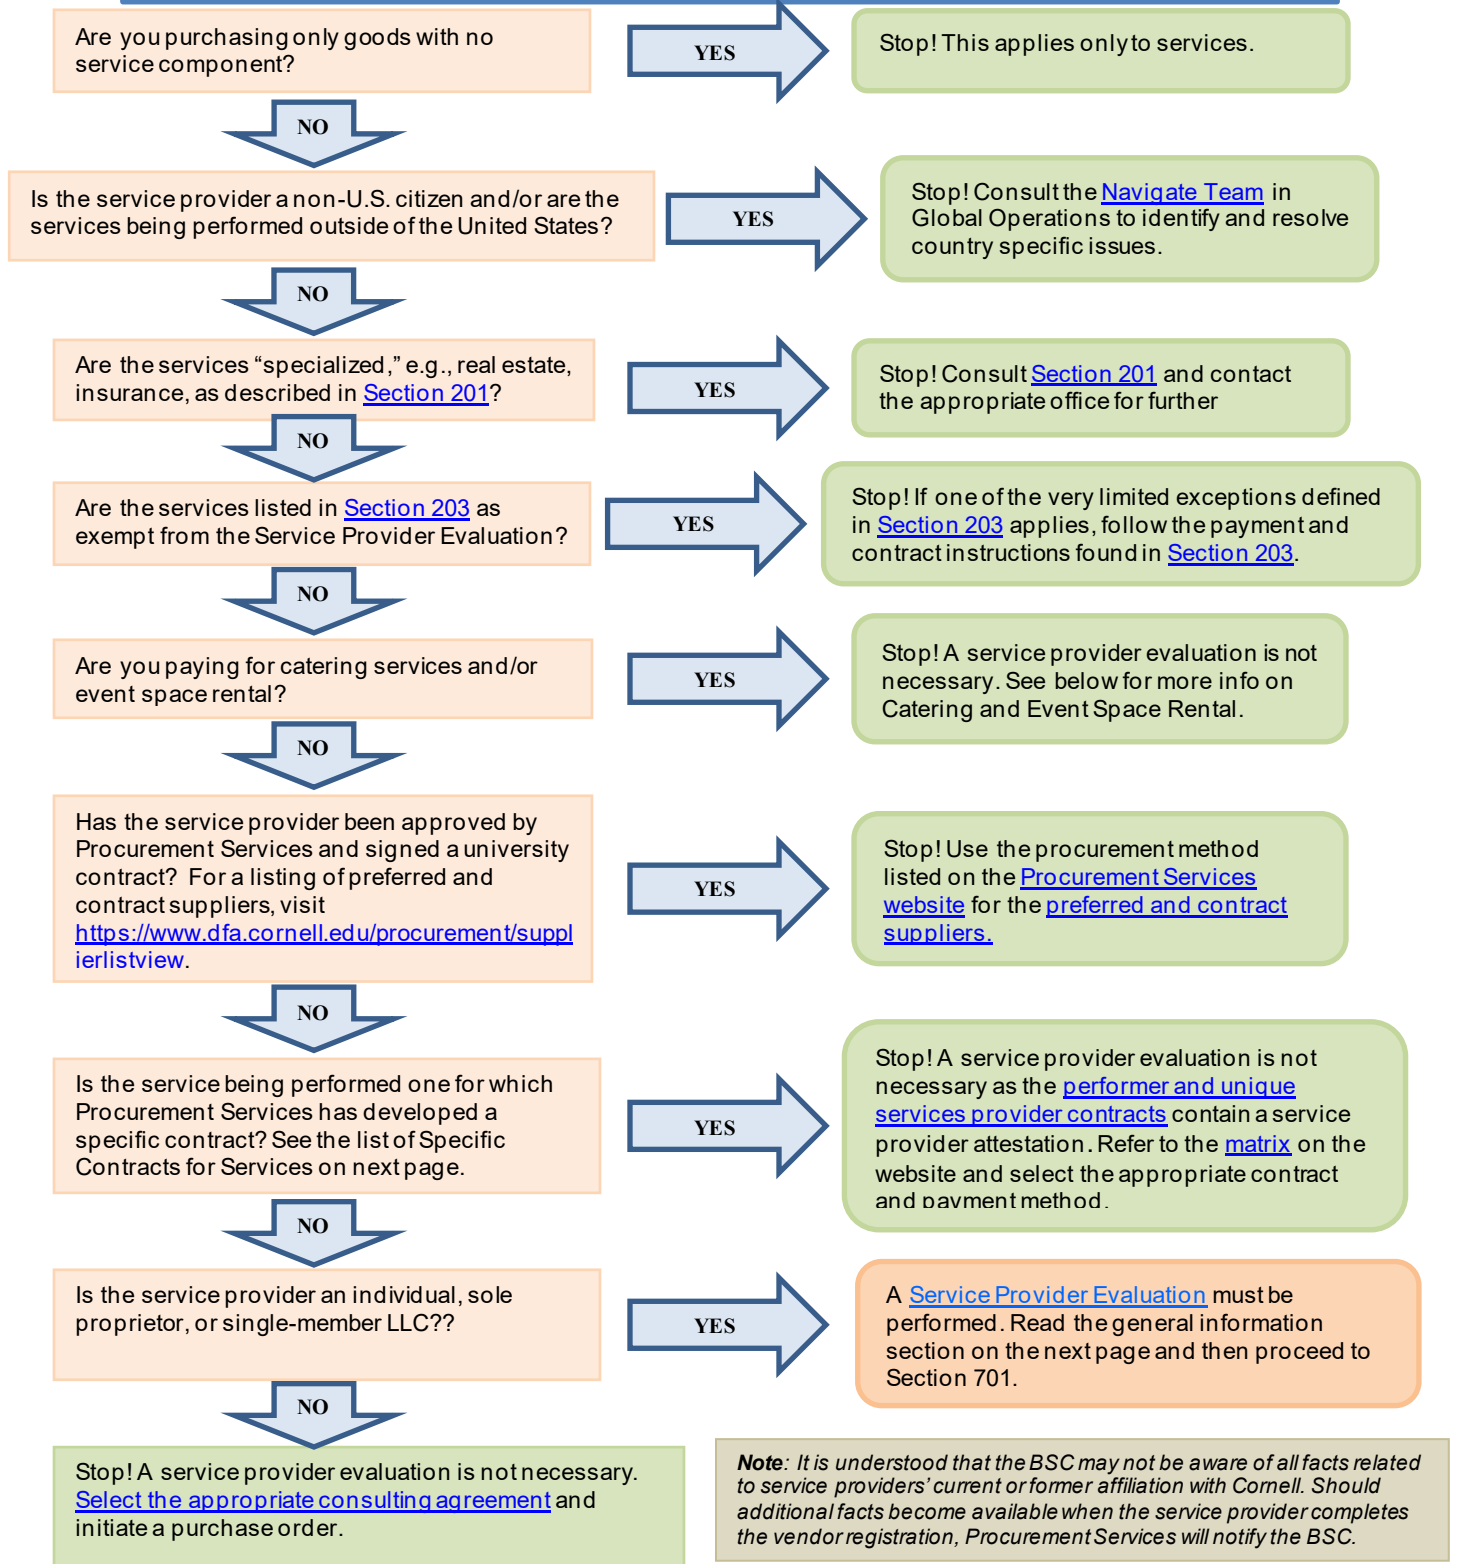 Are you purchasing only goods with no
service component?
YES
Stop! This applies only to services.
NO
Is the service provider a non-U.S. citizen and/or are the
services being performed outside of the United States?
YES
Stop! Consult the Navigate Team in
Global Operations to identify and resolve
country specific issues.
NO
Are the services “specialized,” e.g., real estate,
insurance, as described in Section 201?
YES
Stop! Consult Section 201 and contact
the appropriate office for further
NO
Are the services listed in Section 203 as
exempt from the Service Provider Evaluation?
YES
Stop! If one of the very limited exceptions defined
in Section 203 applies, follow the payment and
contract instructions found in Section 203.
NO
Are you paying for catering services and/or
event space rental?
YES
Stop! A service provider evaluation is not
necessary. See below for more info on
Catering and Event Space Rental.
NO
Has the service provider been approved by
Procurement Services and signed a university
contract? For a listing of preferred and
contract suppliers, visit
https://www.dfa.cornell.edu/procurement/suppl
ierlistview.
YES
Stop! Use the procurement method
listed on the Procurement Services
website for the preferred and contract
suppliers.
NO
Is the service being performed one for which
Procurement Services has developed a
specific contract? See the list of Specific
Contracts for Services on next page.
YES
Stop! A service provider evaluation is not
necessary as the performer and unique
services provider contracts contain a service
provider attestation. Refer to the matrix on the
website and select the appropriate contract
and payment method.
NO
Is the service provider an individual, sole
proprietor, or single-member LLC??
YES
A Service Provider Evaluation must be
performed. Read the general information
section on the next page and then proceed to
Section 701.
NO
Stop! A service provider evaluation is not necessary.
Select the appropriate consulting agreement and
initiate a purchase order.
Note: It is understood that the BSC may not be aware of all facts related
to service providers’ current or former affiliation with Cornell. Should
additional facts become available when the service provider completes
the vendor registration, Procurement Services will notify the BSC.